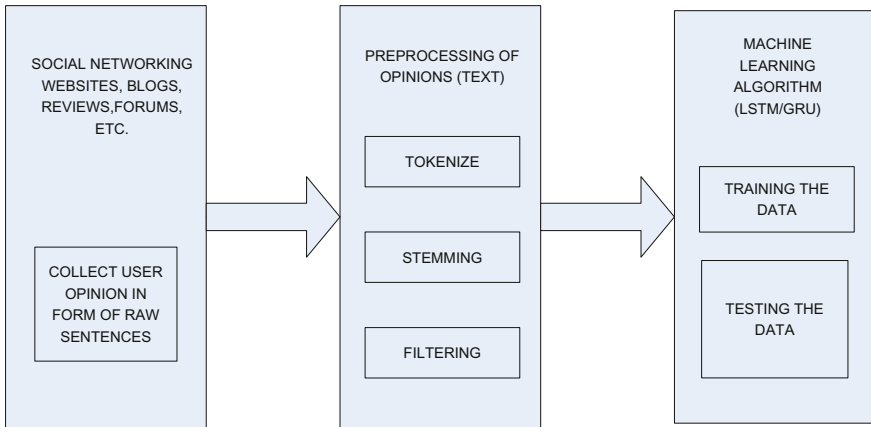 SOCIAL NETWORKING
WEBSITES, BLOGS,
REVIEWS,FORUMS,
ETC.
COLLECT USER
OPINION IN
FORM OF RAW
SENTENCES
PREPROCESSING OF
OPINIONS (TEXT)
TOKENIZE
STEMMING
FILTERING
MACHINE
LEARNING
ALGORITHM
(LSTM/GRU)
TRAINING THE
DATA
TESTING THE
DATA